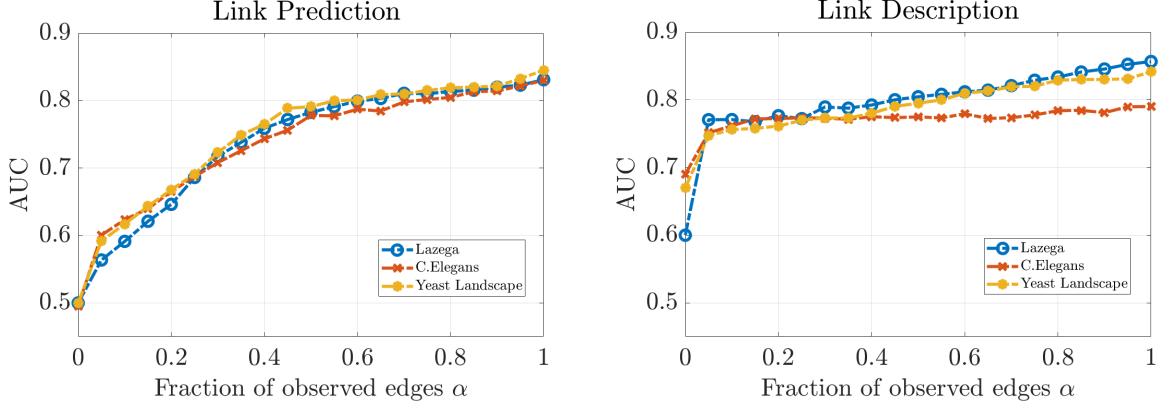 Link Prediction
0.9
0.8
0.7
0.6
0.5
AUC
Lazega
C.Elegans
Yeast Landscape
0 0.2 0.4 0.6 0.8 1
Fraction of observed edges α
Link Description
0.9
0.8
0.7
0.6
0.5
AUC
Lazega
C.Elegans
Yeast Landscape
0 0.2 0.4 0.6 0.8 1
Fraction of observed edges α